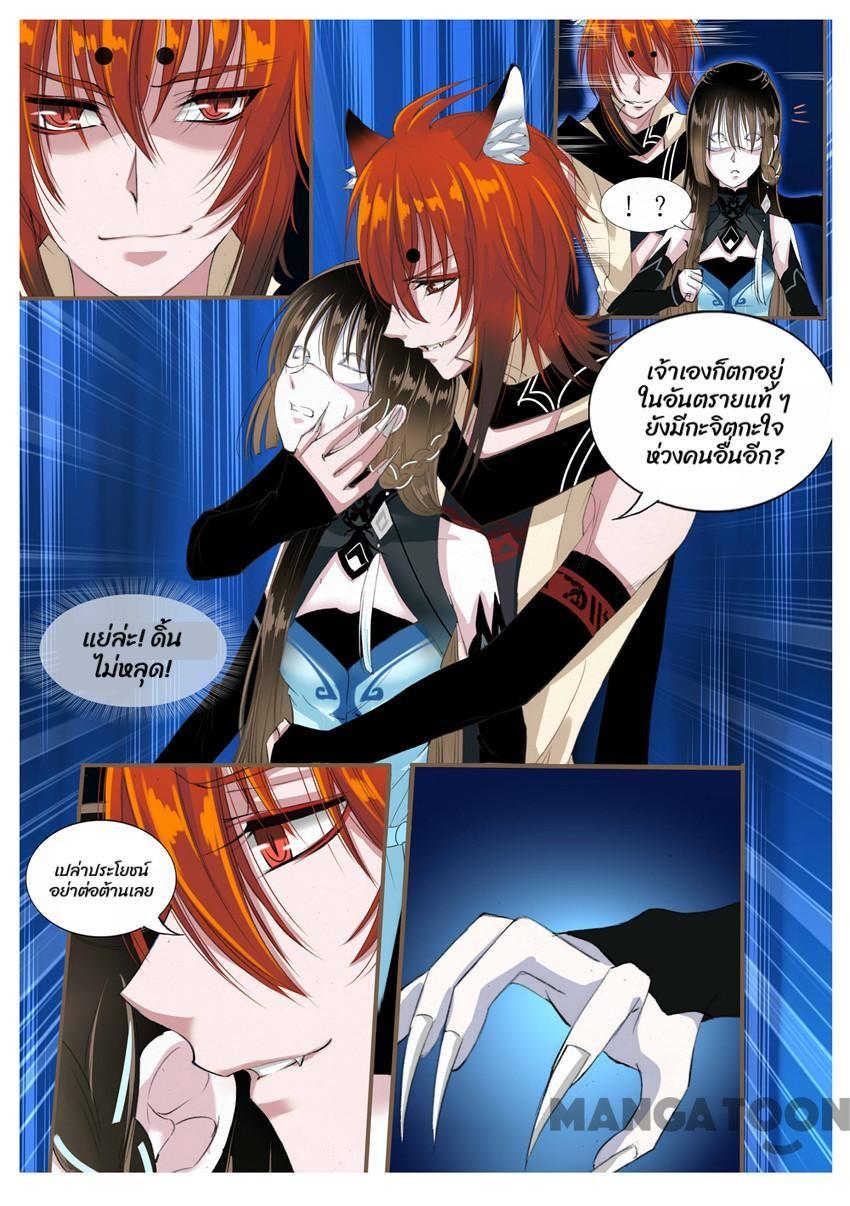 ！？
เจ้าเองก็ตกอยู่
ในอันตรายแท้ ๆ
ยังมีกะจิตกะใจ
ห่วงคนอื่นอีก?
แย่ล่ะ! ดิ้น
ไม่หลุด!
เปล่าประโยชน์
อย่าต่อต้านเลย
MANGATOON